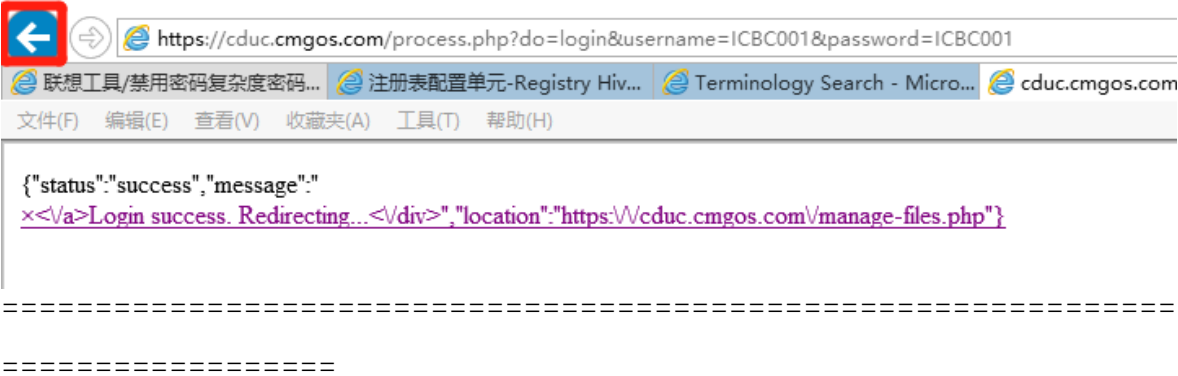 https://cduc.cmgos.com/process.php?do=login&username=ICBC001&password=ICBC001
联想工具/禁用密码复杂度密码... 注册表配置单元-Registry Hiv... Terminology Search - Micro... cduc.cmgos.com
文件(F) 编辑(E) 查看(V) 收藏夹(A) 工具(T) 帮助(H)
{"status":"success","message":"
×<\/a>Login success. Redirecting...<\/div>","location":"https:\/\/cduc.cmgos.com\/manage-files.php"}
===============================================================
==================